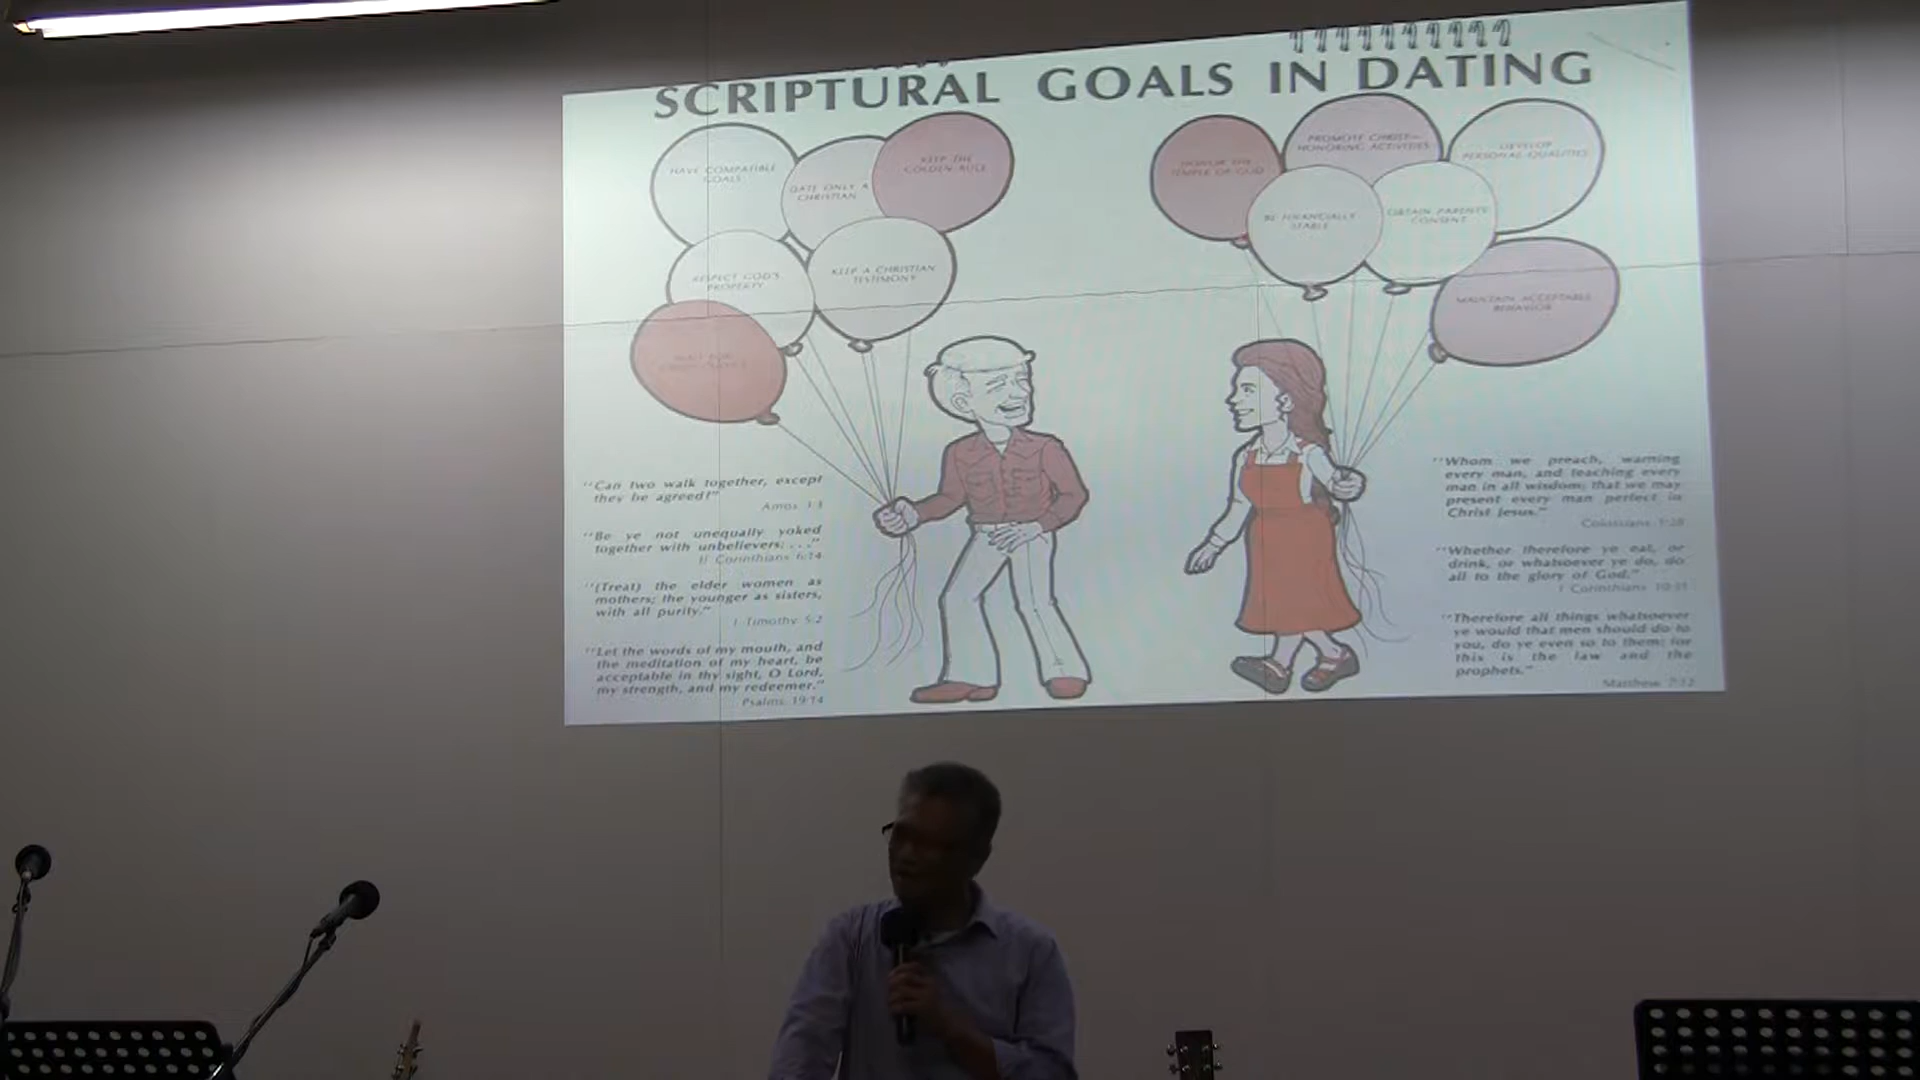 SCRIPTURAL GOALS IN DATING
HAVE COMPATIBLE
GOALS
DATE ONLY A
CHRISTIAN
KEEP THE
GOLDEN RULE
RESPECT GOD'S
PROPERTY
KEEP A CHRISTIAN
TESTIMONY
HONOR THE
TEMPLE OF GOD
PROMOTE CHRIST-
HONORING ACTIVITIES
DEVELOP
PERSONAL QUALITIES
BE FINANCIALLY
STABLE
OBTAIN PARENTS'
CONSENT
MAINTAIN ACCEPTABLE
BEHAVIOR
"Can two walk together, except
they be agreed?"
Amos 3:3
"Be ye not unequally yoked
together with unbelievers: . . ."
II Corinthians 6:14
"(Treat) the elder women as
mothers; the younger as sisters,
with all purity."
I Timothy 5:2
"Let the words of my mouth, and
the meditation of my heart, be
acceptable in thy sight, O Lord,
my strength, and my redeemer."
Psalms 19:14
"Whom we preach, warning
every man, and teaching every
man in all wisdom; that we may
present every man perfect in
Christ Jesus."
Colossians 1:28
"Whether therefore ye eat, or
drink, or whatsoever ye do, do
all to the glory of God."
I Corinthians 10:31
"Therefore all things whatsoever
ye would that men should do to
you, do ye even so to them: for
this is the law and the
prophets."
Matthew 7:12